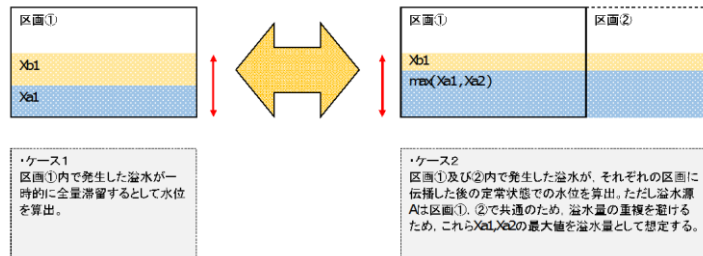 区画①
Xb1
Xa1
区画①
区画②
Xb1
max(Xa1,Xa2)
・ケース1
区画①内で発生した溢水が一
時的に全量滞留するとして水位
を算出。
・ケース2
区画①及び②内で発生した溢水が、それぞれの区画に
伝播した後の定常状態での水位を算出。ただし溢水源
Aは区画①、②で共通のため、溢水量の重複を避ける
ため、これらXa1,Xa2の最大値を溢水量として想定する。